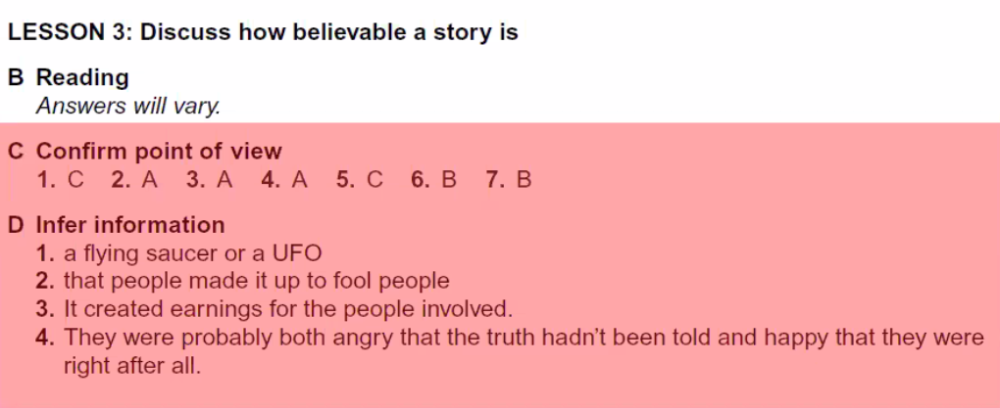 LESSON 3: Discuss how believable a story is
B Reading
Answers will vary.
C Confirm point of view
1. C 2. A 3. A 4. A 5. C 6. B 7. B
D Infer information
1. a flying saucer or a UFO
2. that people made it up to fool people
3. It created earnings for the people involved.
4. They were probably both angry that the truth hadn't been told and happy that they were
right after all.